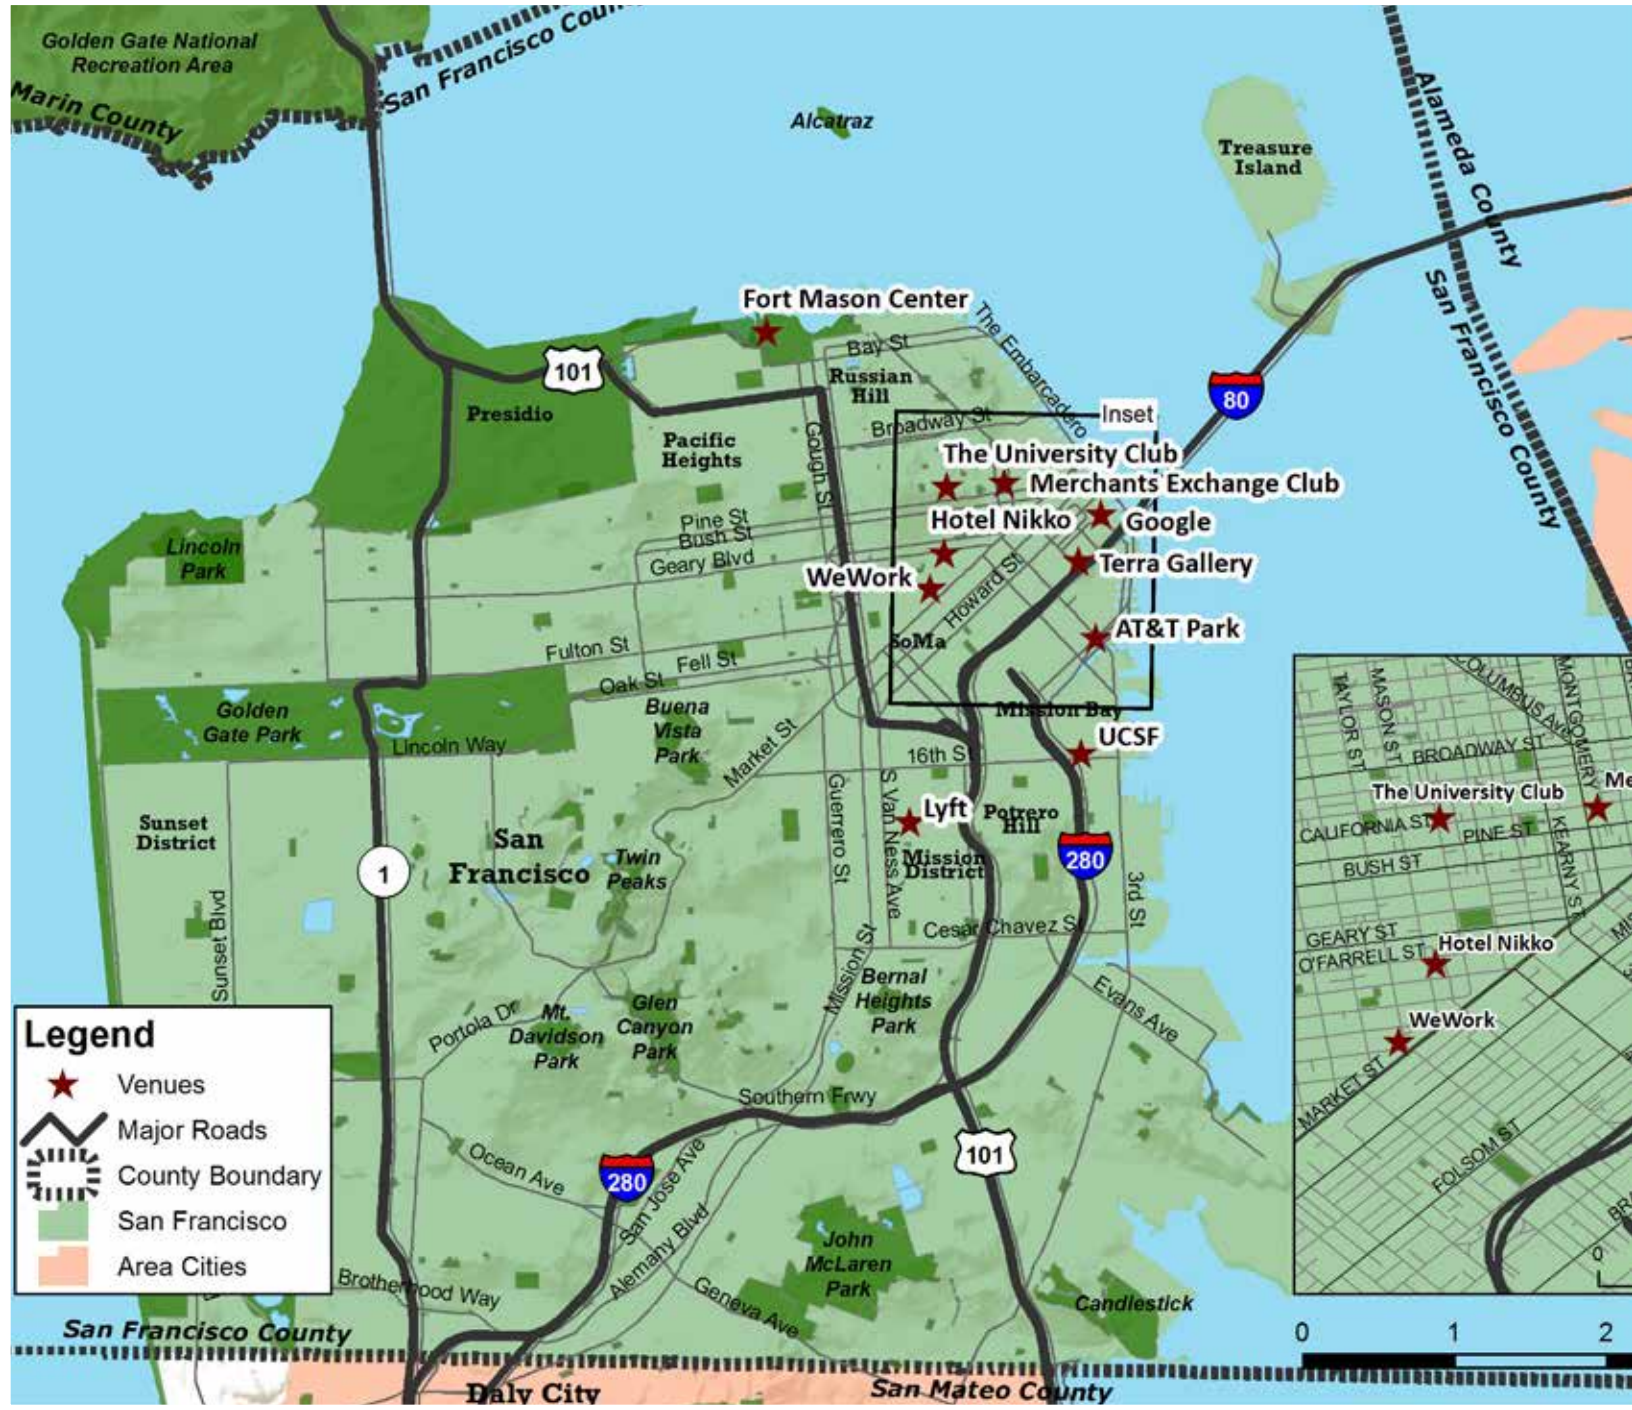 Golden Gate National
Recreation Area
Marin County
San Francisco County
Alcatraz
Treasure
Island
Alameda County
San Francisco County
Fort Mason Center
The Embarcadero
Bay St
Russian
Hill
101
80
Presidio
Pacific
Heights
Gough St
Broadway St
Inset
The University Club
Merchants Exchange Club
Pine St
Bush St
Geary Blvd
Hotel Nikko
Google
Lincoln
Park
WeWork
Howard St
Terra Gallery
AT&T Park
SoMa
Fulton St
Fell St
Oak St
Golden
Gate Park
Buena
Vista
Park
Mission Bay
Lincoln Way
Market St
16th St
UCSF
Guerrero St
S Van Ness Ave
Lyft
Potrero
Hill
Sunset
District
San
Francisco
Twin
Peaks
Mission
District
280
1
3rd St
Sunset Blvd
Cesar Chavez St
Mission St
Bernal
Heights
Park
Evans Ave
Portola Dr
Mt.
Davidson
Park
Glen
Canyon
Park
Southern Frwy
101
Ocean Ave
280
San Jose Ave
Alemany Blvd
John
McLaren
Park
Geneva Ave
Brotherhood Way
Candlestick
San Francisco County
San Mateo County
Daly City
Legend
Venues
Major Roads
County Boundary
San Francisco
Area Cities
TAYLOR ST
MASON ST
COLUMBUS AVE
MONTGOMERY
BROADWAY ST
The University Club
Me
CALIFORNIA ST
PINE ST
KEARNY ST
BUSH ST
GEARY ST
O'FARRELL ST
Hotel Nikko
MIS
WeWork
MARKET ST
FOLSOM ST
BRA
0
0 1 2